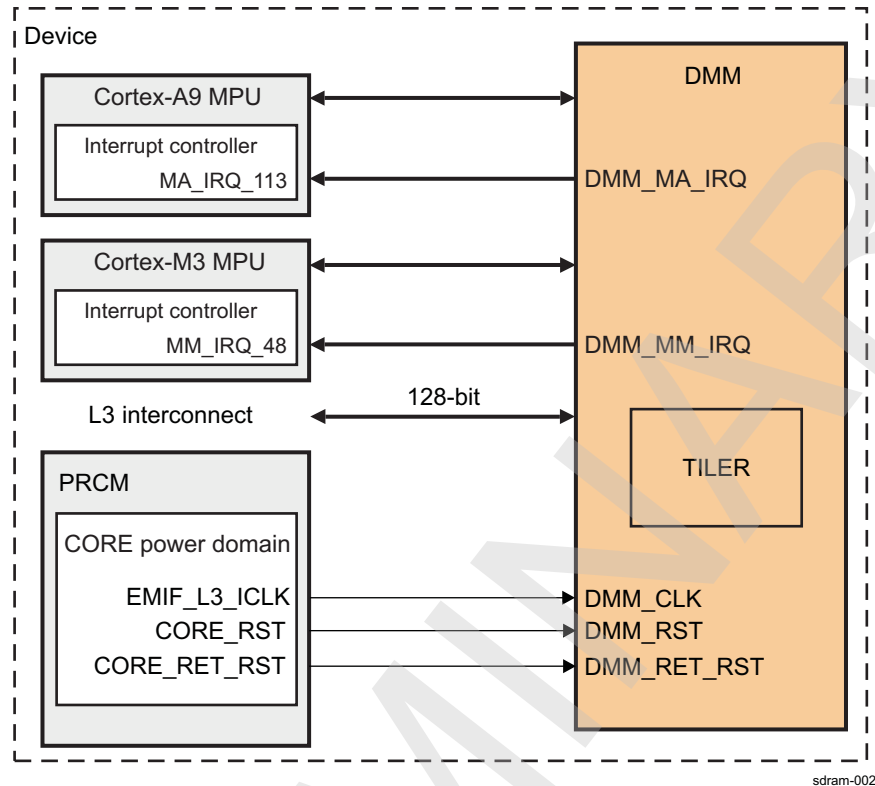 Device
DMM
Cortex-A9 MPU
Interrupt controller
MA_IRQ_113
DMM_MA_IRQ
Cortex-M3 MPU
Interrupt controller
MM_IRQ_48
DMM_MM_IRQ
L3 interconnect
128-bit
TILER
PRCM
CORE power domain
EMIF_L3_ICLK
DMM_CLK
CORE_RST
DMM_RST
CORE_RET_RST
DMM_RET_RST
sdram-002